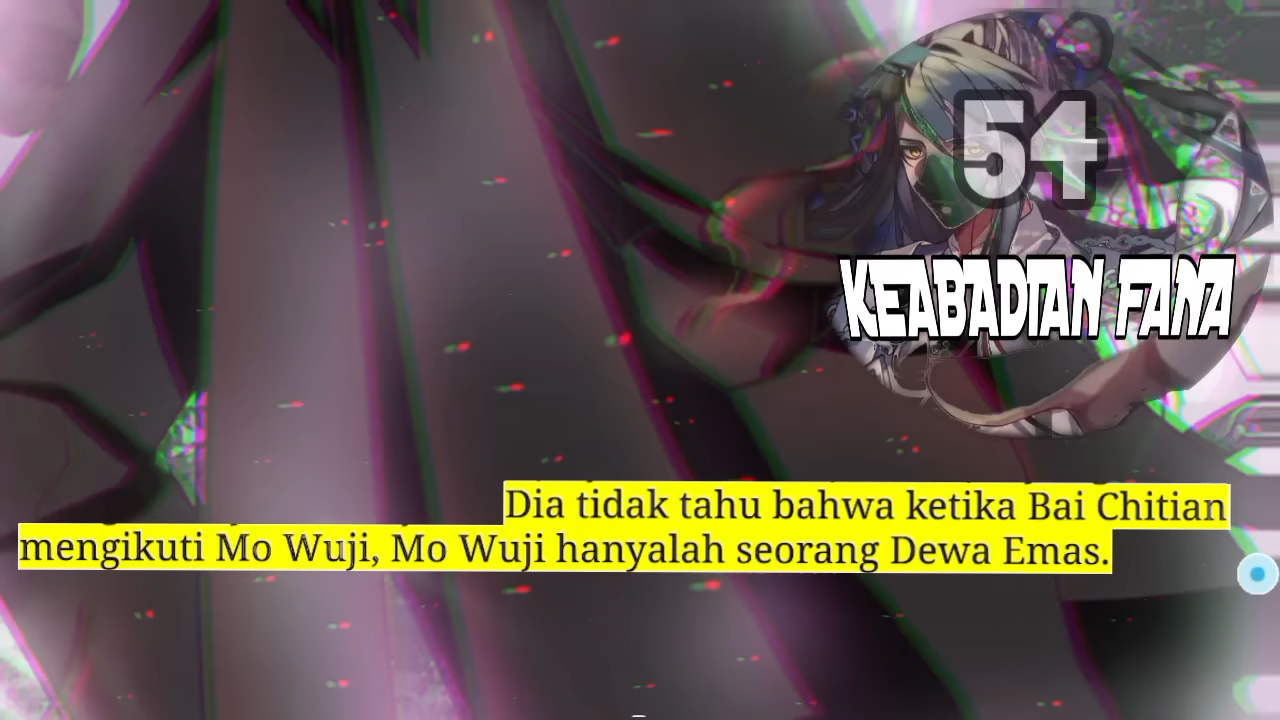 54
KEABADIAN FANA
Dia tidak tahu bahwa ketika Bai Chitian
mengikuti Mo Wuji, Mo Wuji hanyalah seorang Dewa Emas.